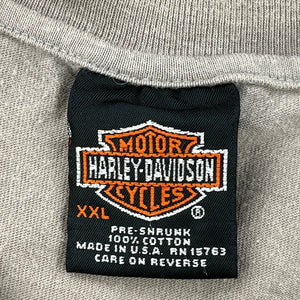 MOTOR
HARLEY-DAVIDSON
CYCLES
XXL ®
PRE-SHRUNK
100% COTTON
MADE IN U.S.A. RN 15763
CARE ON REVERSE